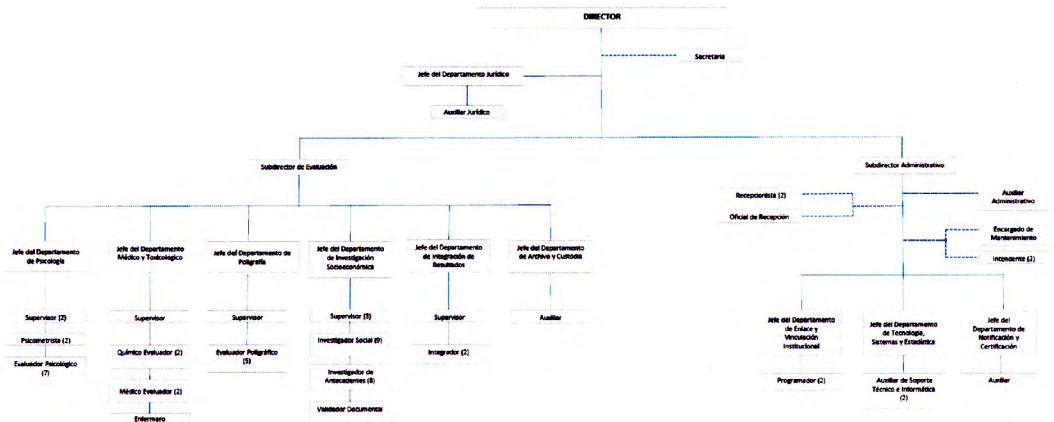 DIRECTOR
Secretaria
Jefe del Departamento Jurídico
Auxiliar Jurídico
Subdirector de Evaluación
Subdirector Administrativo
Recepcionista (2)
Oficial de Recepción
Auxiliar
Administrativo
Encargado de
Mantenimiento
Intendente (2)
Jefe del Departamento
de Psicología
Supervisor (2)
Psicometrista (2)
Evaluador Psicológico
(7)
Jefe del Departamento
Médico y Toxicológico
Supervisor
Químico Evaluador (2)
Médico Evaluador (2)
Enfermero
Jefe del Departamento de
Poligrafía
Supervisor
Evaluador Poligráfico
(5)
Jefe del Departamento
de Investigación
Socioeconómica
Supervisor (3)
Investigador Social (9)
Investigador de
Antecedentes (8)
Validador Documental
Jefe del Departamento
de Integración de
Resultados
Supervisor
Integrador (2)
Jefe del Departamento
de Archivo y Custodia
Auxiliar
Jefe del Departamento
de Enlace y
Vinculación
Institucional
Programador (2)
Jefe del Departamento
de Tecnología,
Sistemas y Estadística
Auxiliar de Soporte
Técnico e Informática
(2)
Jefe del
Departamento de
Notificación y
Certificación
Auxiliar